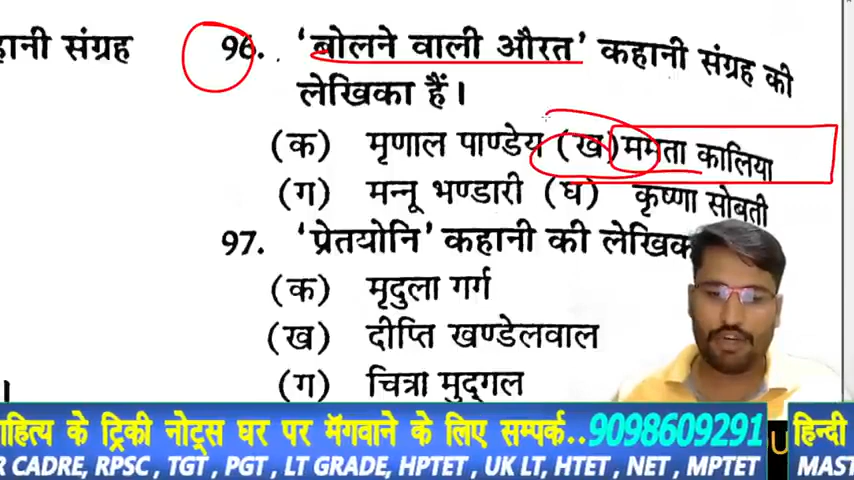 हानी संग्रह
96. 'बोलने वाली औरत' कहानी संग्रह की
लेखिका हैं।
(क) मृणाल पाण्डेय (ख) ममता कालिया
(ग) मन्नू भण्डारी (घ) कृष्णा सोबती
97. 'प्रेतयोनि' कहानी की
(क) मृदुला गर्ग
(ख) दीप्ति खण्डेलवाल
(ग) चित्रा मुद्गल
।
ाहित्य के ट्रिकी नोट्स घर पर मॅगवाने के लिए सम्पर्क..9098609291 हिन्दी
R CADRE, RPSC , TGT , PGT , LT GRADE, HPTET , UK LT, HTET , NET , MPTET U MAST